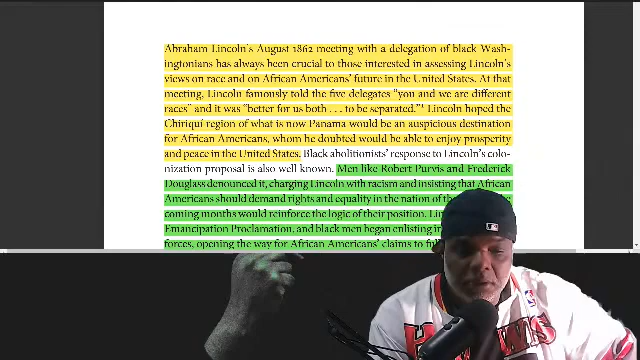 Abraham Lincoln's August 1862 meeting with a delegation of black Wash-
ingtonians has always been crucial to those interested in assessing Lincoln's
views on race and on African Americans' future in the United States. At that
meeting, Lincoln famously told the five delegates "you and we are different
races" and it was "better for us both . . . to be separated."¹ Lincoln hoped the
Chiriquí region of what is now Panama would be an auspicious destination
for African Americans, whom he doubted would be able to enjoy prosperity
and peace in the United States. Black abolitionists' response to Lincoln's colo-
nization proposal is also well known. Men like Robert Purvis and Frederick
Douglass denounced it, charging Lincoln with racism and insisting that African
Americans should demand rights and equality in the nation of the
coming months would reinforce the logic of their position.
Emancipation Proclamation, and black men began enlisting in
forces, opening the way for African Americans' claims to